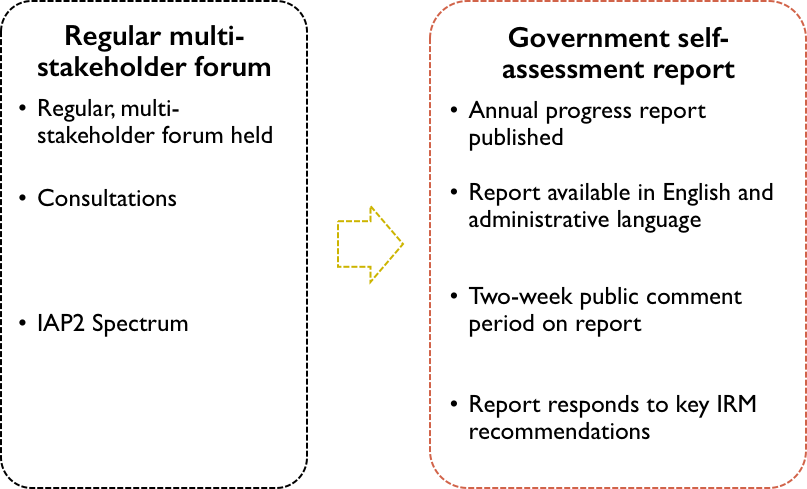 Regular multi-
stakeholder forum
• Regular, multi-
stakeholder forum held
• Consultations
• IAP2 Spectrum
Government self-
assessment report
• Annual progress report
published
• Report available in English and
administrative language
• Two-week public comment
period on report
• Report responds to key IRM
recommendations